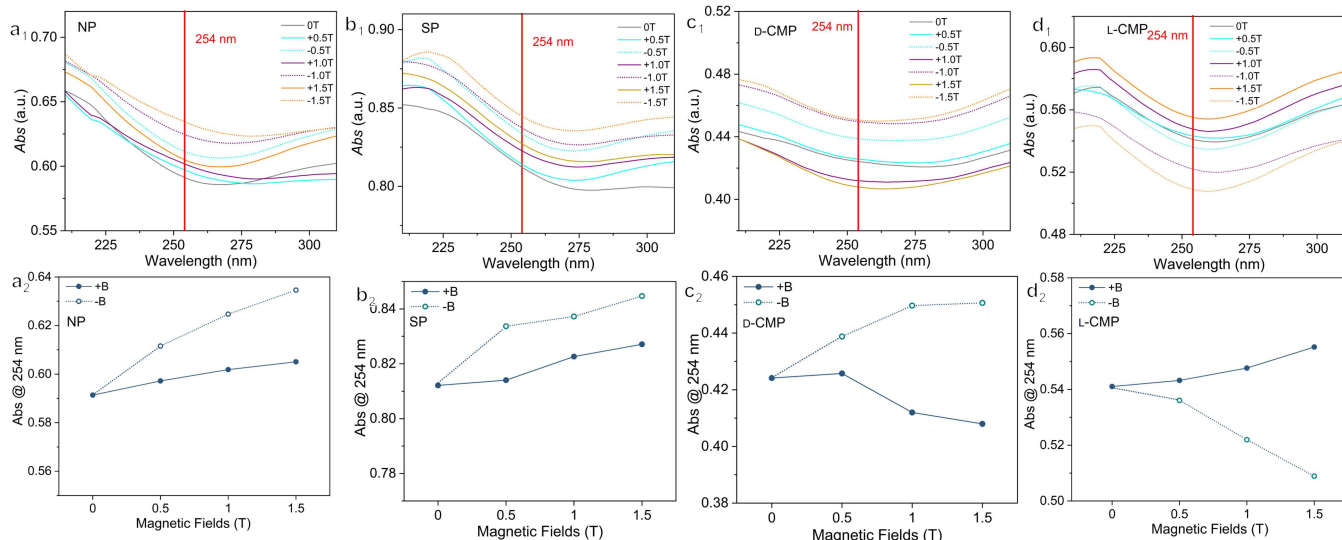 a1
NP
254 nm
0T
+0.5T
-0.5T
+1.0T
-1.0T
+1.5T
-1.5T
0.70
0.65
0.60
0.55
Abs (a.u.)
225 250 275 300
Wavelength (nm)
b1
SP
254 nm
0T
+0.5T
-0.5T
+1.0T
-1.0T
+1.5T
-1.5T
0.90
0.85
0.80
Abs (a.u.)
225 250 275 300
Wavelength (nm)
c1
D-CMP
254 nm
0T
+0.5T
-0.5T
+1.0T
-1.0T
+1.5T
-1.5T
0.52
0.48
0.44
0.40
Abs (a.u.)
225 250 275 300
Wavelength (nm)
d1
L-CMP
254 nm
0T
+0.5T
-0.5T
+1.0T
-1.0T
+1.5T
-1.5T
0.60
0.56
0.52
0.48
Abs (a.u.)
225 250 275 300
Wavelength (nm)
a2
+B
-B
NP
0.64
0.62
0.60
0.58
0.56
Abs @ 254 nm
0 0.5 1 1.5
Magnetic Fields (T)
b2
+B
-B
SP
0.84
0.82
0.80
0.78
Abs @ 254 nm
0 0.5 1 1.5
Magnetic Fields (T)
c2
+B
-B
D-CMP
0.46
0.44
0.42
0.40
0.38
Abs @ 254 nm
0 0.5 1 1.5
Magnetic Fields (T)
d2
+B
-B
L-CMP
0.58
0.56
0.54
0.52
0.50
Abs @ 254 nm
0 0.5 1 1.5
Magnetic Fields (T)